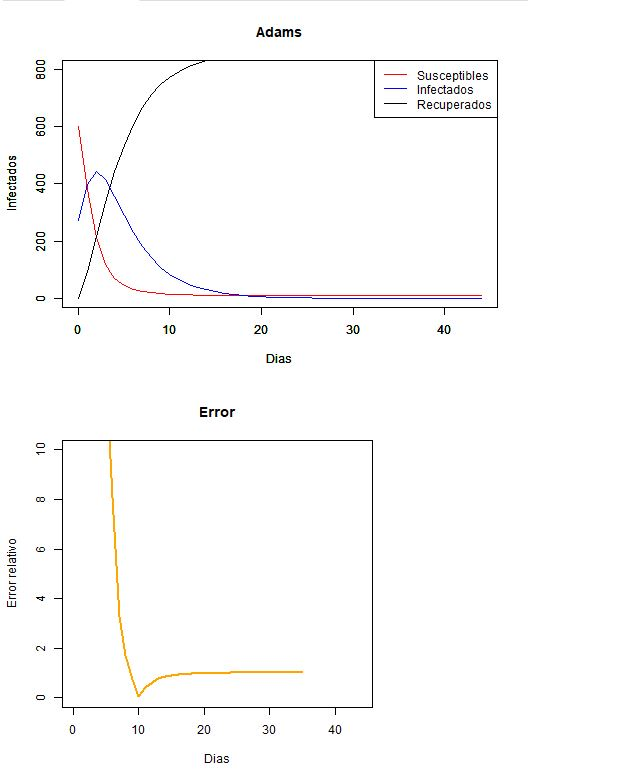 Adams
Infectados
800
600
400
200
0
Susceptibles
Infectados
Recuperados
0 10 20 30 40
Dias
Error
Error relativo
10
8
6
4
2
0
0 10 20 30 40
Dias